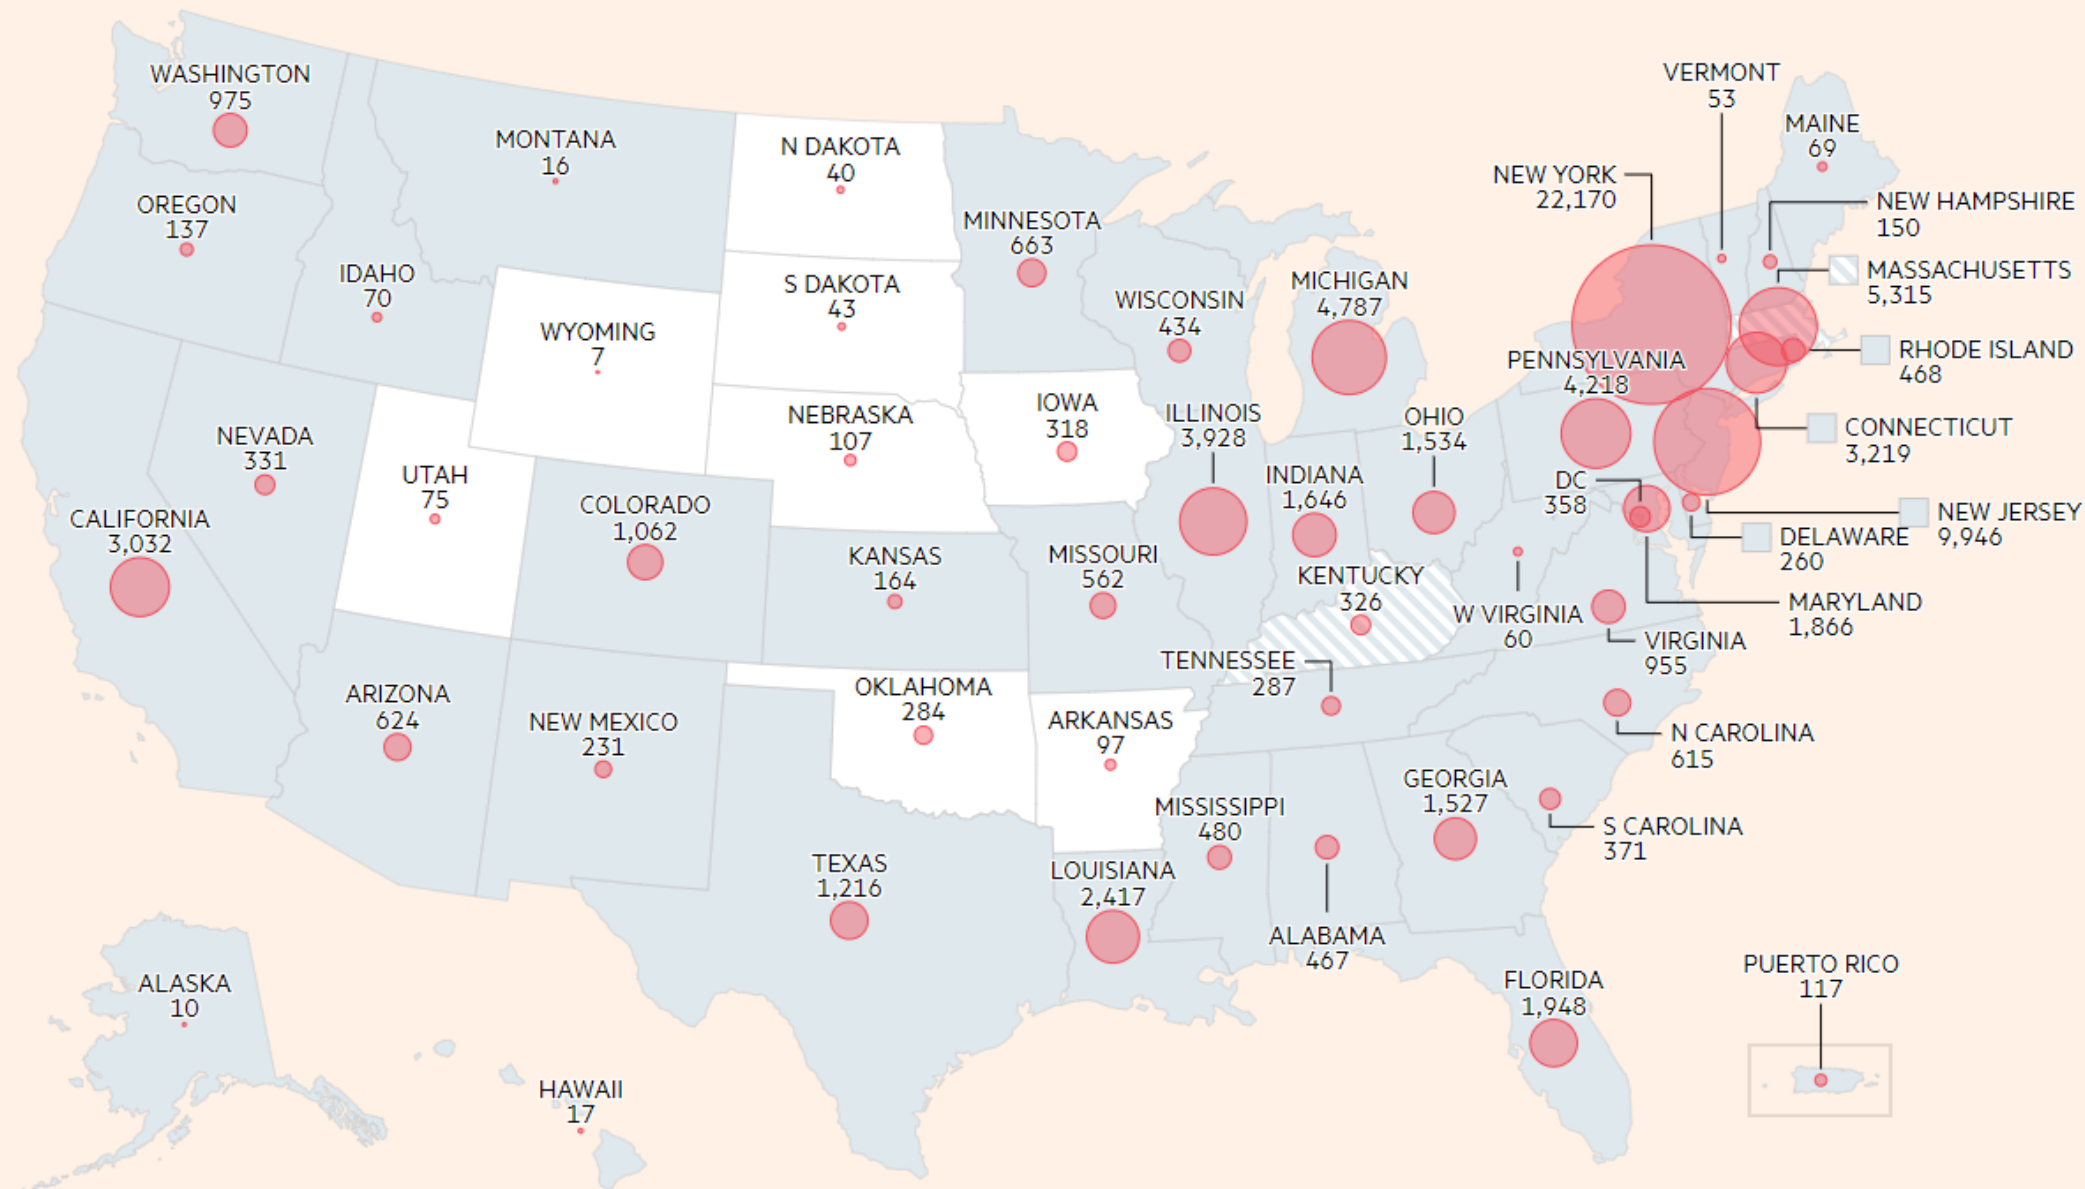 WASHINGTON
975
MONTANA
16
N DAKOTA
40
VERMONT
53
MAINE
69
NEW YORK
22,170
OREGON
137
MINNESOTA
663
NEW HAMPSHIRE
150
IDAHO
70
S DAKOTA
43
WISCONSIN
434
MICHIGAN
4,787
MASSACHUSETTS
5,315
WYOMING
7
PENNSYLVANIA
4,218
RHODE ISLAND
468
NEVADA
331
UTAH
75
NEBRASKA
107
IOWA
318
ILLINOIS
3,928
OHIO
1,534
CONNECTICUT
3,219
CALIFORNIA
3,032
COLORADO
1,062
INDIANA
1,646
DC
358
NEW JERSEY
9,946
DELAWARE
260
KANSAS
164
MISSOURI
562
KENTUCKY
326
W VIRGINIA
60
MARYLAND
1,866
VIRGINIA
955
ARIZONA
624
NEW MEXICO
231
OKLAHOMA
284
ARKANSAS
97
TENNESSEE
287
N CAROLINA
615
TEXAS
1,216
LOUISIANA
2,417
MISSISSIPPI
480
ALABAMA
467
GEORGIA
1,527
S CAROLINA
371
ALASKA
10
HAWAII
17
FLORIDA
1,948
PUERTO RICO
117